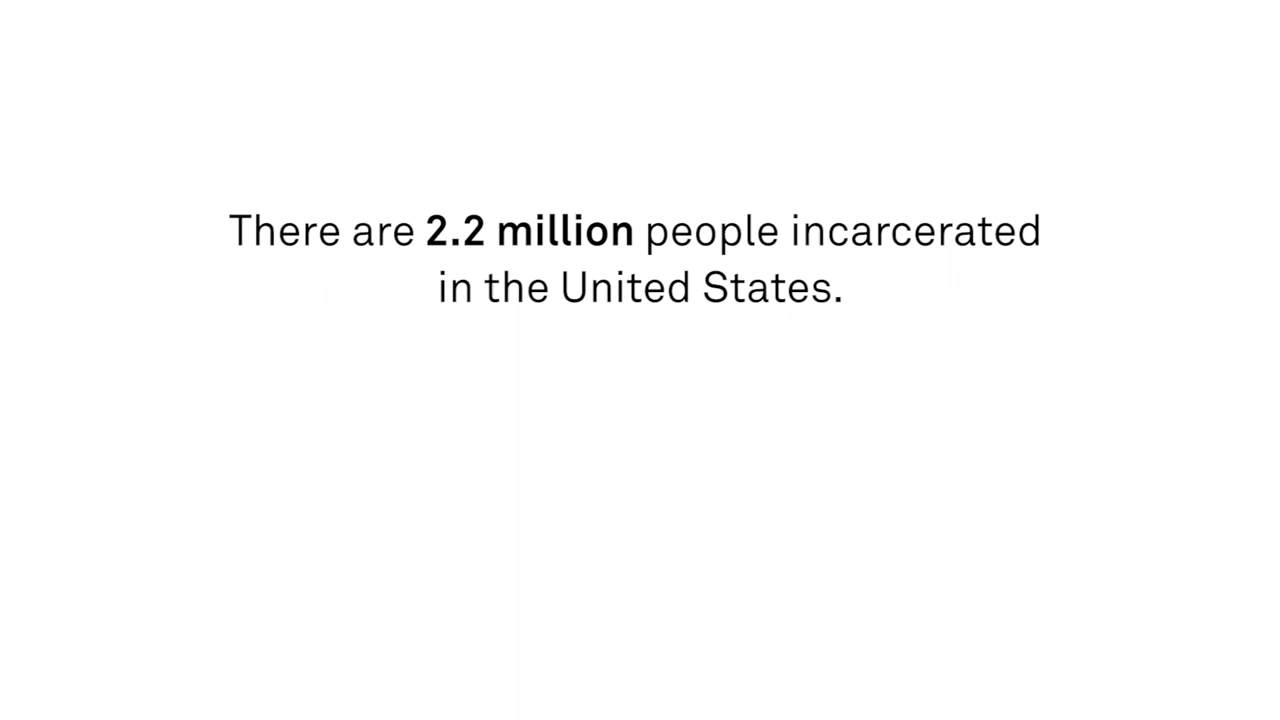 There are 2.2 million people incarcerated
in the United States.